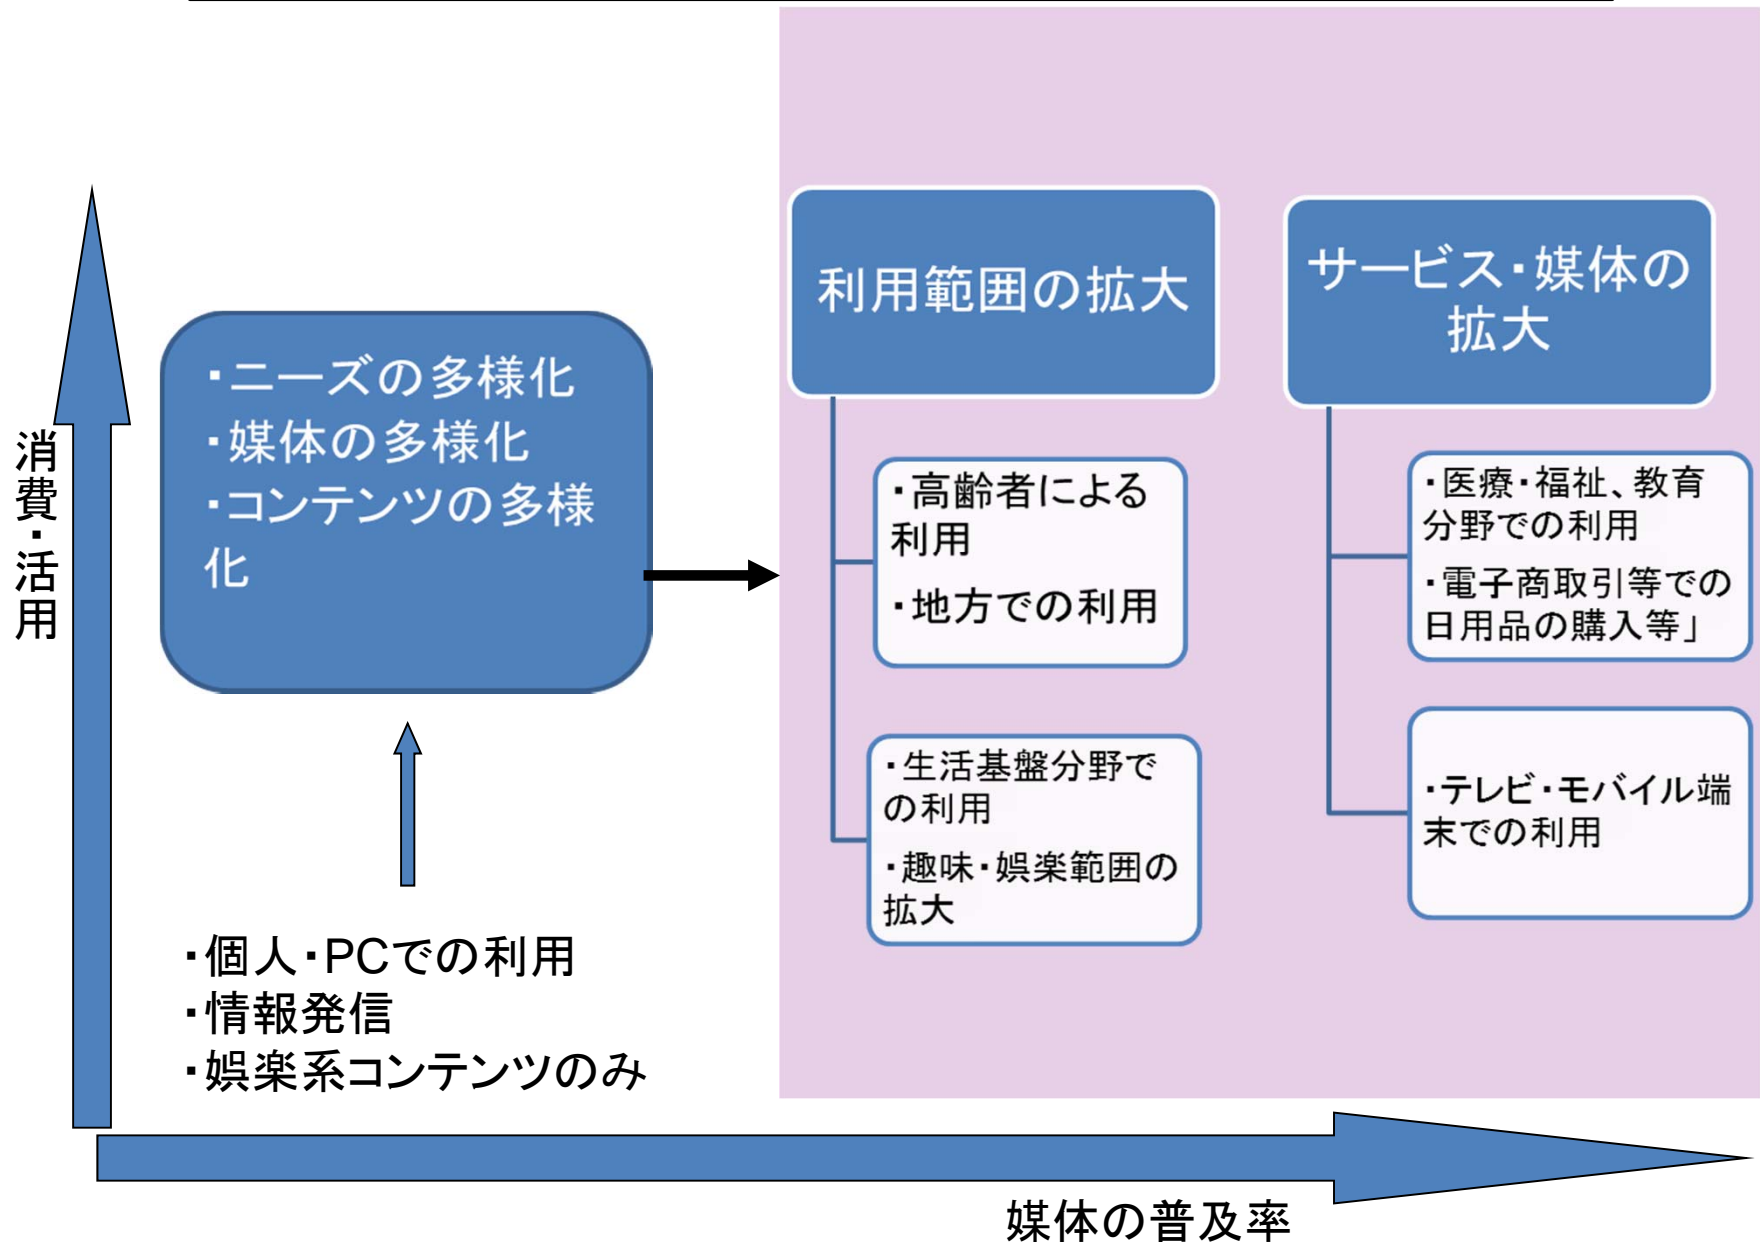 消費・活用
・ニーズの多様化
・媒体の多様化
・コンテンツの多様
化
・個人・PCでの利用
・情報発信
・娯楽系コンテンツのみ
利用範囲の拡大
・高齢者による
利用
・地方での利用
・生活基盤分野で
の利用
・趣味・娯楽範囲の
拡大
サービス・媒体の
拡大
・医療・福祉、教育
分野での利用
・電子商取引等での
日用品の購入等」
・テレビ・モバイル端
末での利用
媒体の普及率